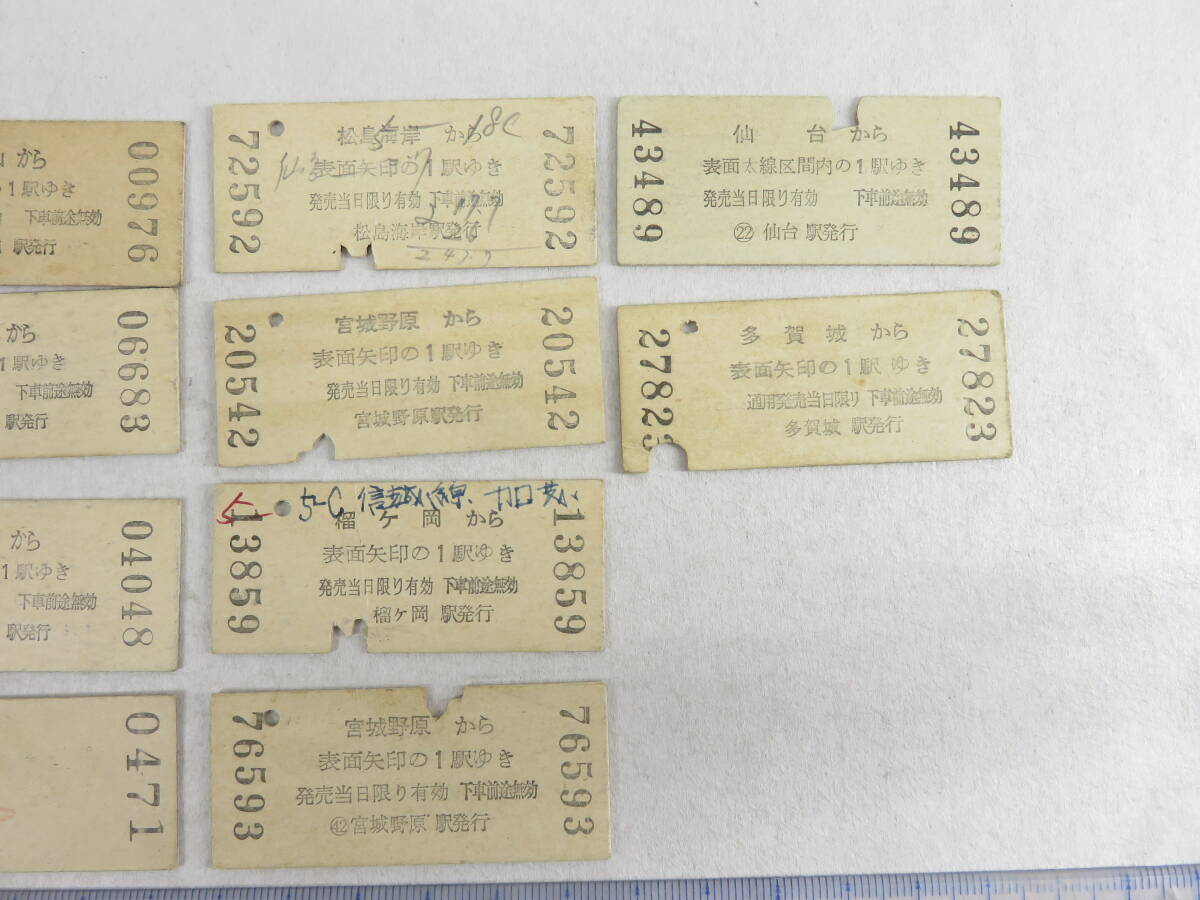 から
の1駅ゆき
下車前途無効
駅発行
00976
から
1駅ゆき
下車前途無効
駅発行
06683
から
1駅ゆき
下車前途無効
駅発行
04048
0471
72592
18C
松島海岸 から
表面矢印の1駅ゆき
発売当日限り有効 下車前途無効
松島海岸駅発行
72592
20542
宮城野原 から
表面矢印の1駅ゆき
発売当日限り有効 下車前途無効
宮城野原駅発行
20542
5-C
13859
榴ケ岡 から
表面矢印の1駅ゆき
発売当日限り有効 下車前途無効
榴ケ岡 駅発行
13859
76593
宮城野原 から
表面矢印の1駅ゆき
発売当日限り有効 下車前途無効
㊷宮城野原 駅発行
76593
43489
仙台から
表面太線区間内の1駅ゆき
発売当日限り有効 下車前途無効
㉒ 仙台 駅発行
43489
27823
多賀城 から
表面矢印の1駅ゆき
通用発売当日限り 下車前途無効
多賀城 駅発行
27823